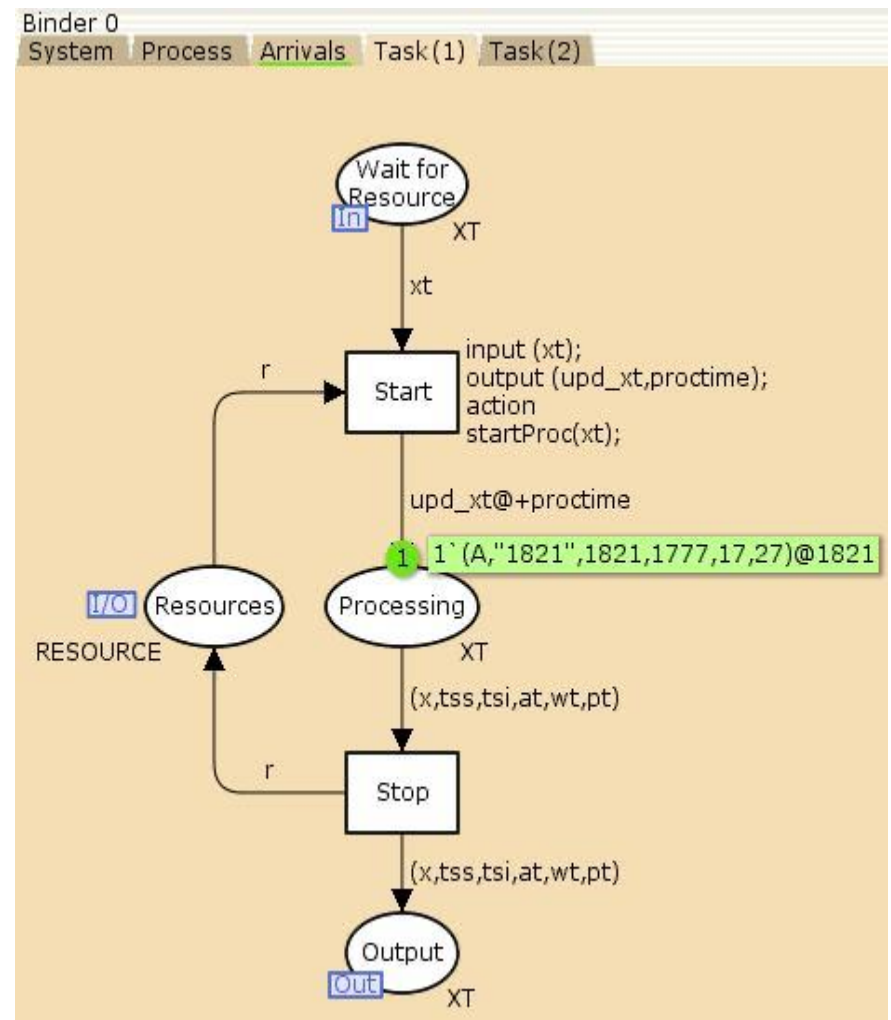 Binder 0
System Process Arrivals Task(1) Task(2)
Wait for
Resource
In
XT
xt
r
Start
input (xt);
output (upd_xt,proctime);
action
startProc(xt);
upd_xt@+proctime
1
1`(A,"1821",1821,1777,17,27)@1821
I/O
Resources
Processing
RESOURCE
XT
(x,tss,tsi,at,wt,pt)
r
Stop
(x,tss,tsi,at,wt,pt)
Output
Out
XT